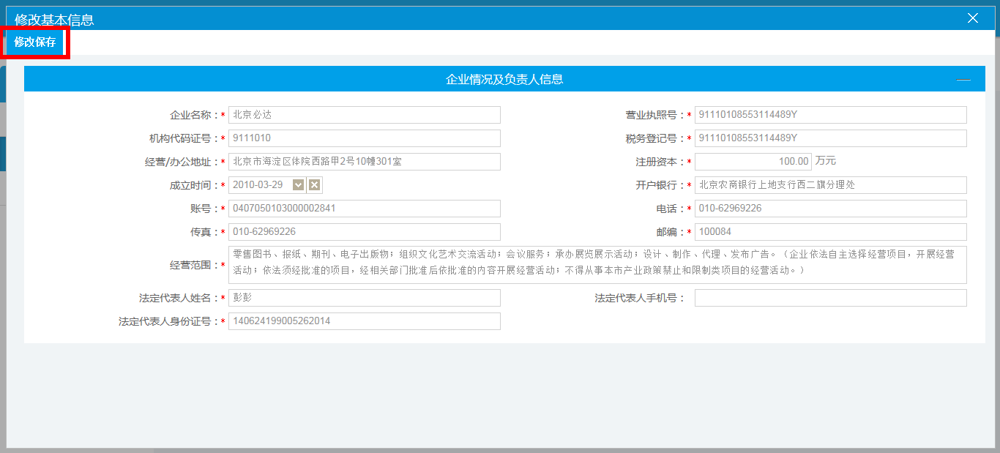 修改基本信息
修改保存
企业情况及负责人信息
企业名称：* 北京必达 营业执照号：* 91110108553114489Y
机构代码证号：* 9111010 税务登记号：* 91110108553114489Y
经营/办公地址：* 北京市海淀区体院西路甲2号10幢301室 注册资本：* 100.00 万元
成立时间：* 2010-03-29 开户银行：* 北京农商银行上地支行西二旗分理处
账号：* 0407050103000002841 电话：* 010-62969226
传真：* 010-62969226 邮编：* 100084
经营范围：* 零售图书、报纸、期刊、电子出版物；组织文化艺术交流活动；会议服务；承办展览展示活动；设计、制作、代理、发布广告。（企业依法自主选择经营项目，开展经营
活动；依法须经批准的项目，经相关部门批准后依批准的内容开展经营活动；不得从事本市产业政策禁止和限制类项目的经营活动。）
法定代表人姓名：* 彭彭 法定代表人手机号：
法定代表人身份证号：* 140624199005262014